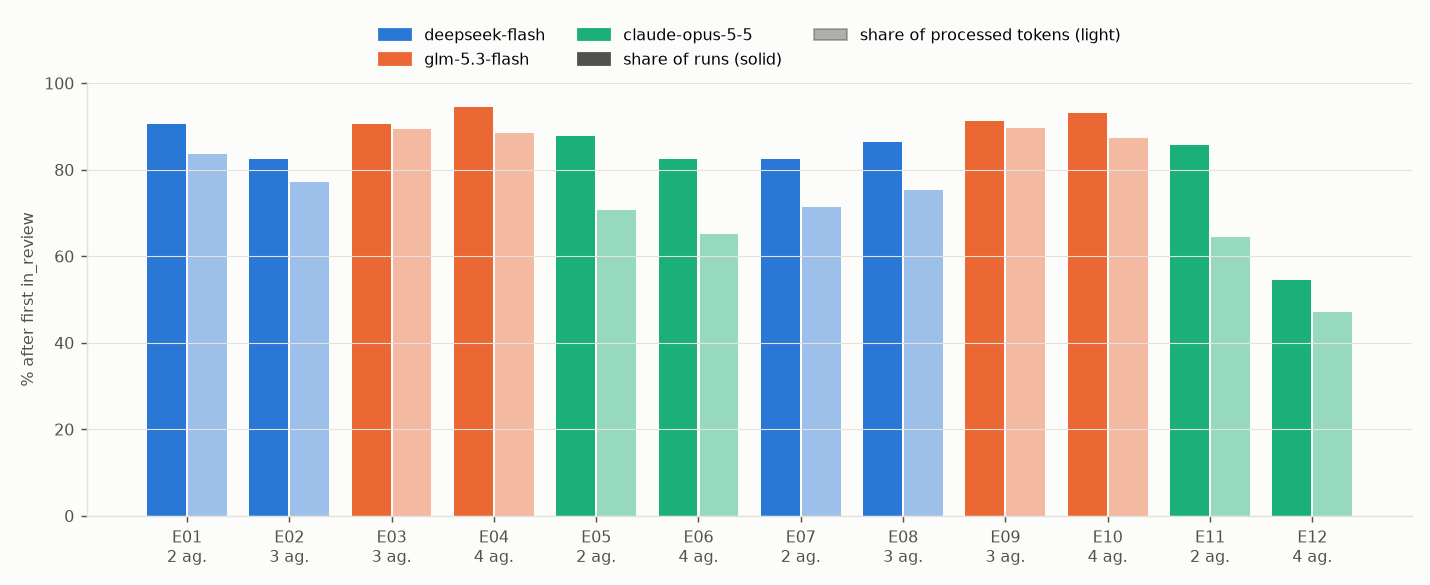 deepseek-flash
glm-5.3-flash
claude-opus-5-5
share of runs (solid)
share of processed tokens (light)
% after first in_review
100
80
60
40
20
0
E01 E02 E03 E04 E05 E06 E07 E08 E09 E10 E11 E12
2 ag. 3 ag. 3 ag. 4 ag. 2 ag. 4 ag. 2 ag. 3 ag. 3 ag. 4 ag. 2 ag. 4 ag.